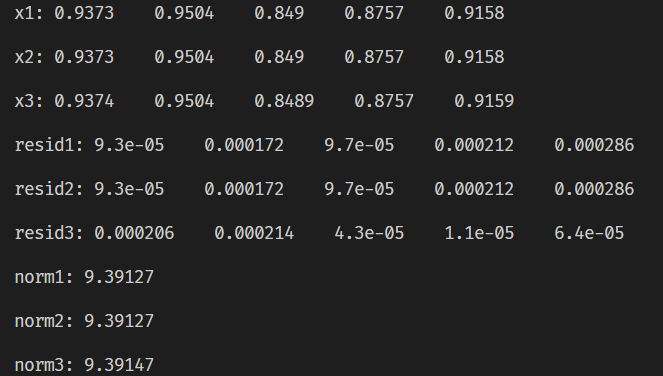 x1: 0.9373 0.9504 0.849 0.8757 0.9158
x2: 0.9373 0.9504 0.849 0.8757 0.9158
x3: 0.9374 0.9504 0.8489 0.8757 0.9159
resid1: 9.3e-05 0.000172 9.7e-05 0.000212 0.000286
resid2: 9.3e-05 0.000172 9.7e-05 0.000212 0.000286
resid3: 0.000206 0.000214 4.3e-05 1.1e-05 6.4e-05
norm1: 9.39127
norm2: 9.39127
norm3: 9.39147